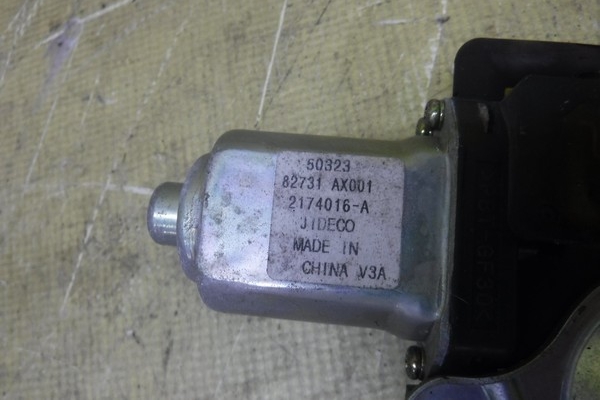 50323
82731 AX001
2174016-A
JIDECO
MADE IN
CHINA V3A